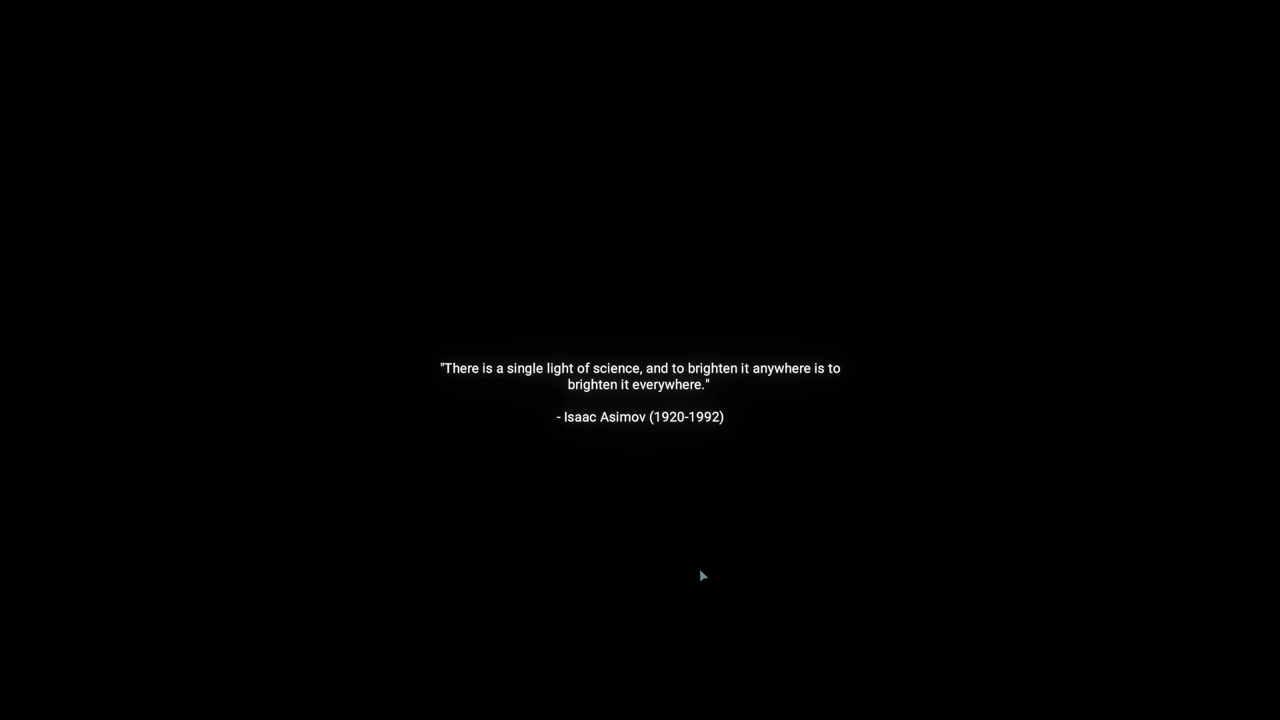 "There is a single light of science, and to brighten it anywhere is to
brighten it everywhere."
- Isaac Asimov (1920-1992)